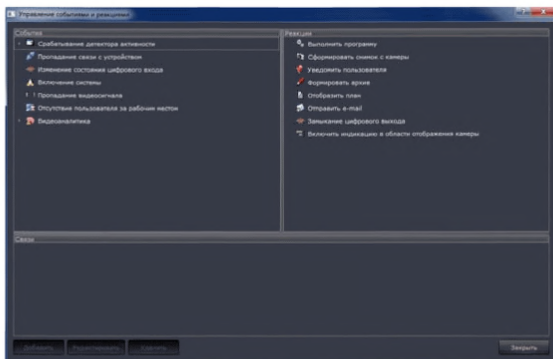 Управление событиями и реакциями
События
Срабатывание детектора активности
Пропадание связи с устройством
Изменение состояния цифрового входа
Включение системы
Пропадание видеосигнала
Отсутствие пользователя за рабочим местом
Видеоаналитика
Реакции
Выполнить программу
Сформировать снимок с камеры
Уведомить пользователя
Формировать архив
Отобразить план
Отправить e-mail
Замыкание цифрового выхода
Включить индикацию в области отображения камеры
Связи
Добавить Редактировать Удалить Закрыть